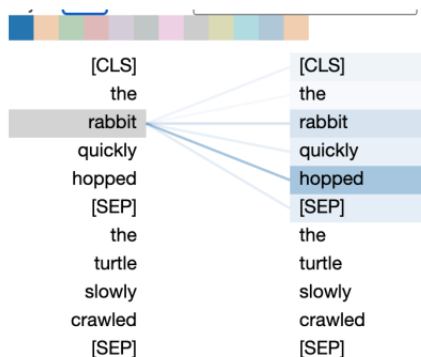 [CLS] [CLS]
the the
rabbit rabbit
quickly quickly
hopped hopped
[SEP] [SEP]
the the
turtle turtle
slowly slowly
crawled crawled
[SEP] [SEP]